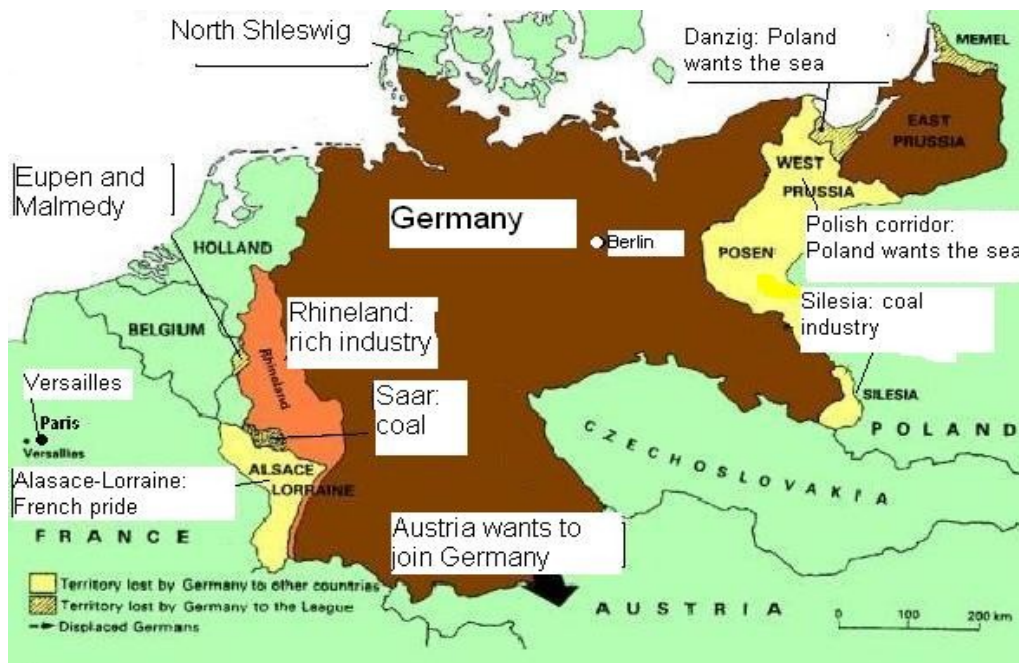 North Shleswig
Danzig: Poland
wants the sea
MEMEL
EAST
PRUSSIA
Eupen and
Malmedy
WEST
PRUSSIA
Germany
Berlin
Polish corridor:
Poland wants the sea
HOLLAND
POSEN
Rhineland:
rich industry
Silesia: coal
industry
BELGIUM
Rhineland
Versailles
Saar:
coal
SILESIA
Paris
Versailles
POLAND
CZECHOSLOVAKIA
ALSACE
LORRAINE
Alasace-Lorraine:
French pride
FRANCE
Austria wants to
join Germany
Territory lost by Germany to other countries
Territory lost by Germany to the League
Displaced Germans
AUSTRIA
0 100 200 km